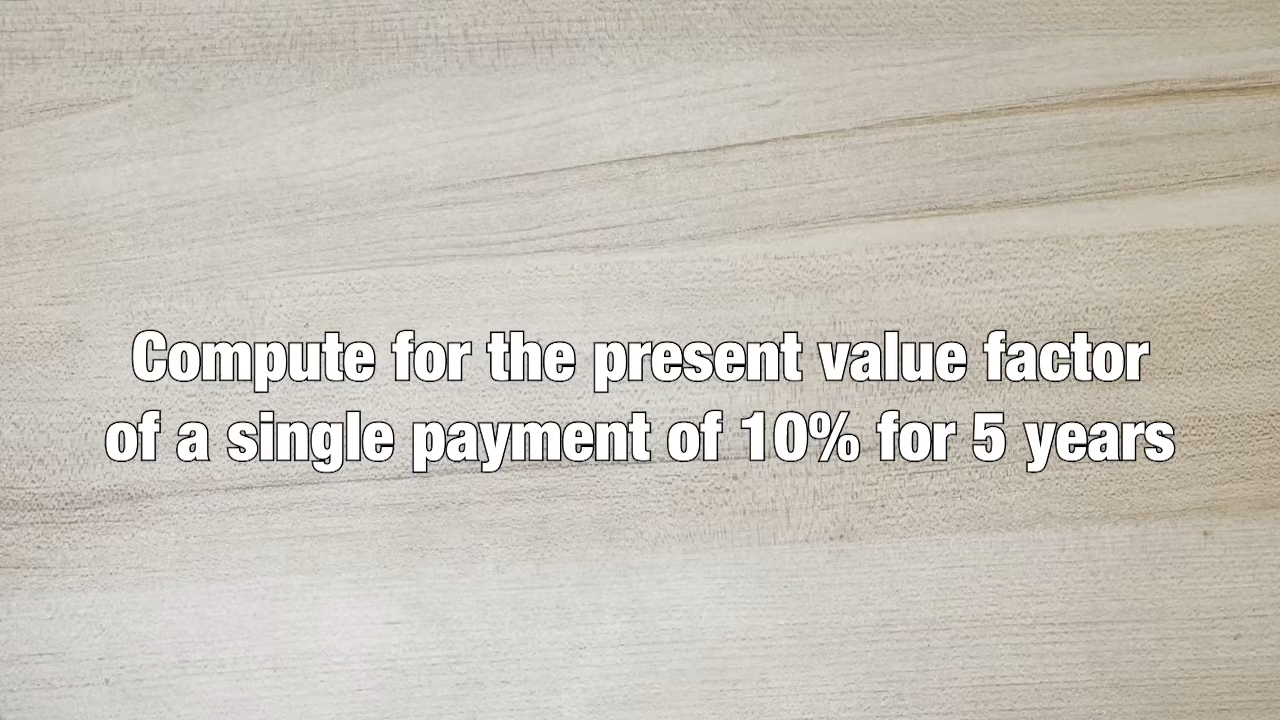 Compute for the present value factor
of a single payment of 10% for 5 years